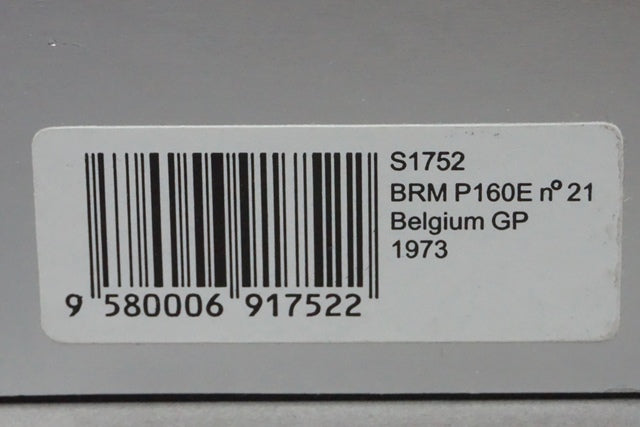 S1752
BRM P160E nº 21
Belgium GP
1973
9 580006 917522